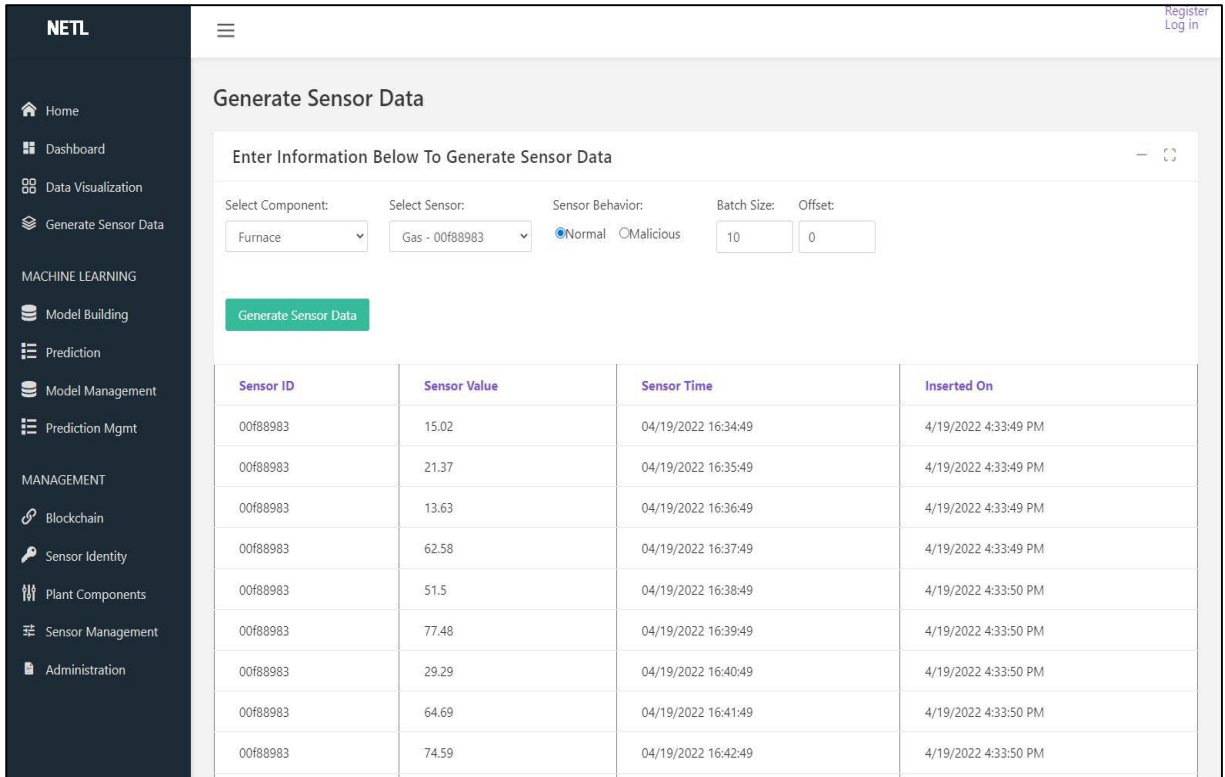 NETL
Register
Log in
Home
Dashboard
Data Visualization
Generate Sensor Data
MACHINE LEARNING
Model Building
Prediction
Model Management
Prediction Mgmt
MANAGEMENT
Blockchain
Sensor Identity
Plant Components
Sensor Management
Administration
Generate Sensor Data
Enter Information Below To Generate Sensor Data
Select Component: Select Sensor: Sensor Behavior: Batch Size: Offset:
Furnace Gas - 00f88983 Normal Malicious 10 0
Generate Sensor Data
Sensor ID Sensor Value Sensor Time Inserted On
00f88983 15.02 04/19/2022 16:34:49 4/19/2022 4:33:49 PM
00f88983 21.37 04/19/2022 16:35:49 4/19/2022 4:33:49 PM
00f88983 13.63 04/19/2022 16:36:49 4/19/2022 4:33:49 PM
00f88983 62.58 04/19/2022 16:37:49 4/19/2022 4:33:49 PM
00f88983 51.5 04/19/2022 16:38:49 4/19/2022 4:33:50 PM
00f88983 77.48 04/19/2022 16:39:49 4/19/2022 4:33:50 PM
00f88983 29.29 04/19/2022 16:40:49 4/19/2022 4:33:50 PM
00f88983 64.69 04/19/2022 16:41:49 4/19/2022 4:33:50 PM
00f88983 74.59 04/19/2022 16:42:49 4/19/2022 4:33:50 PM